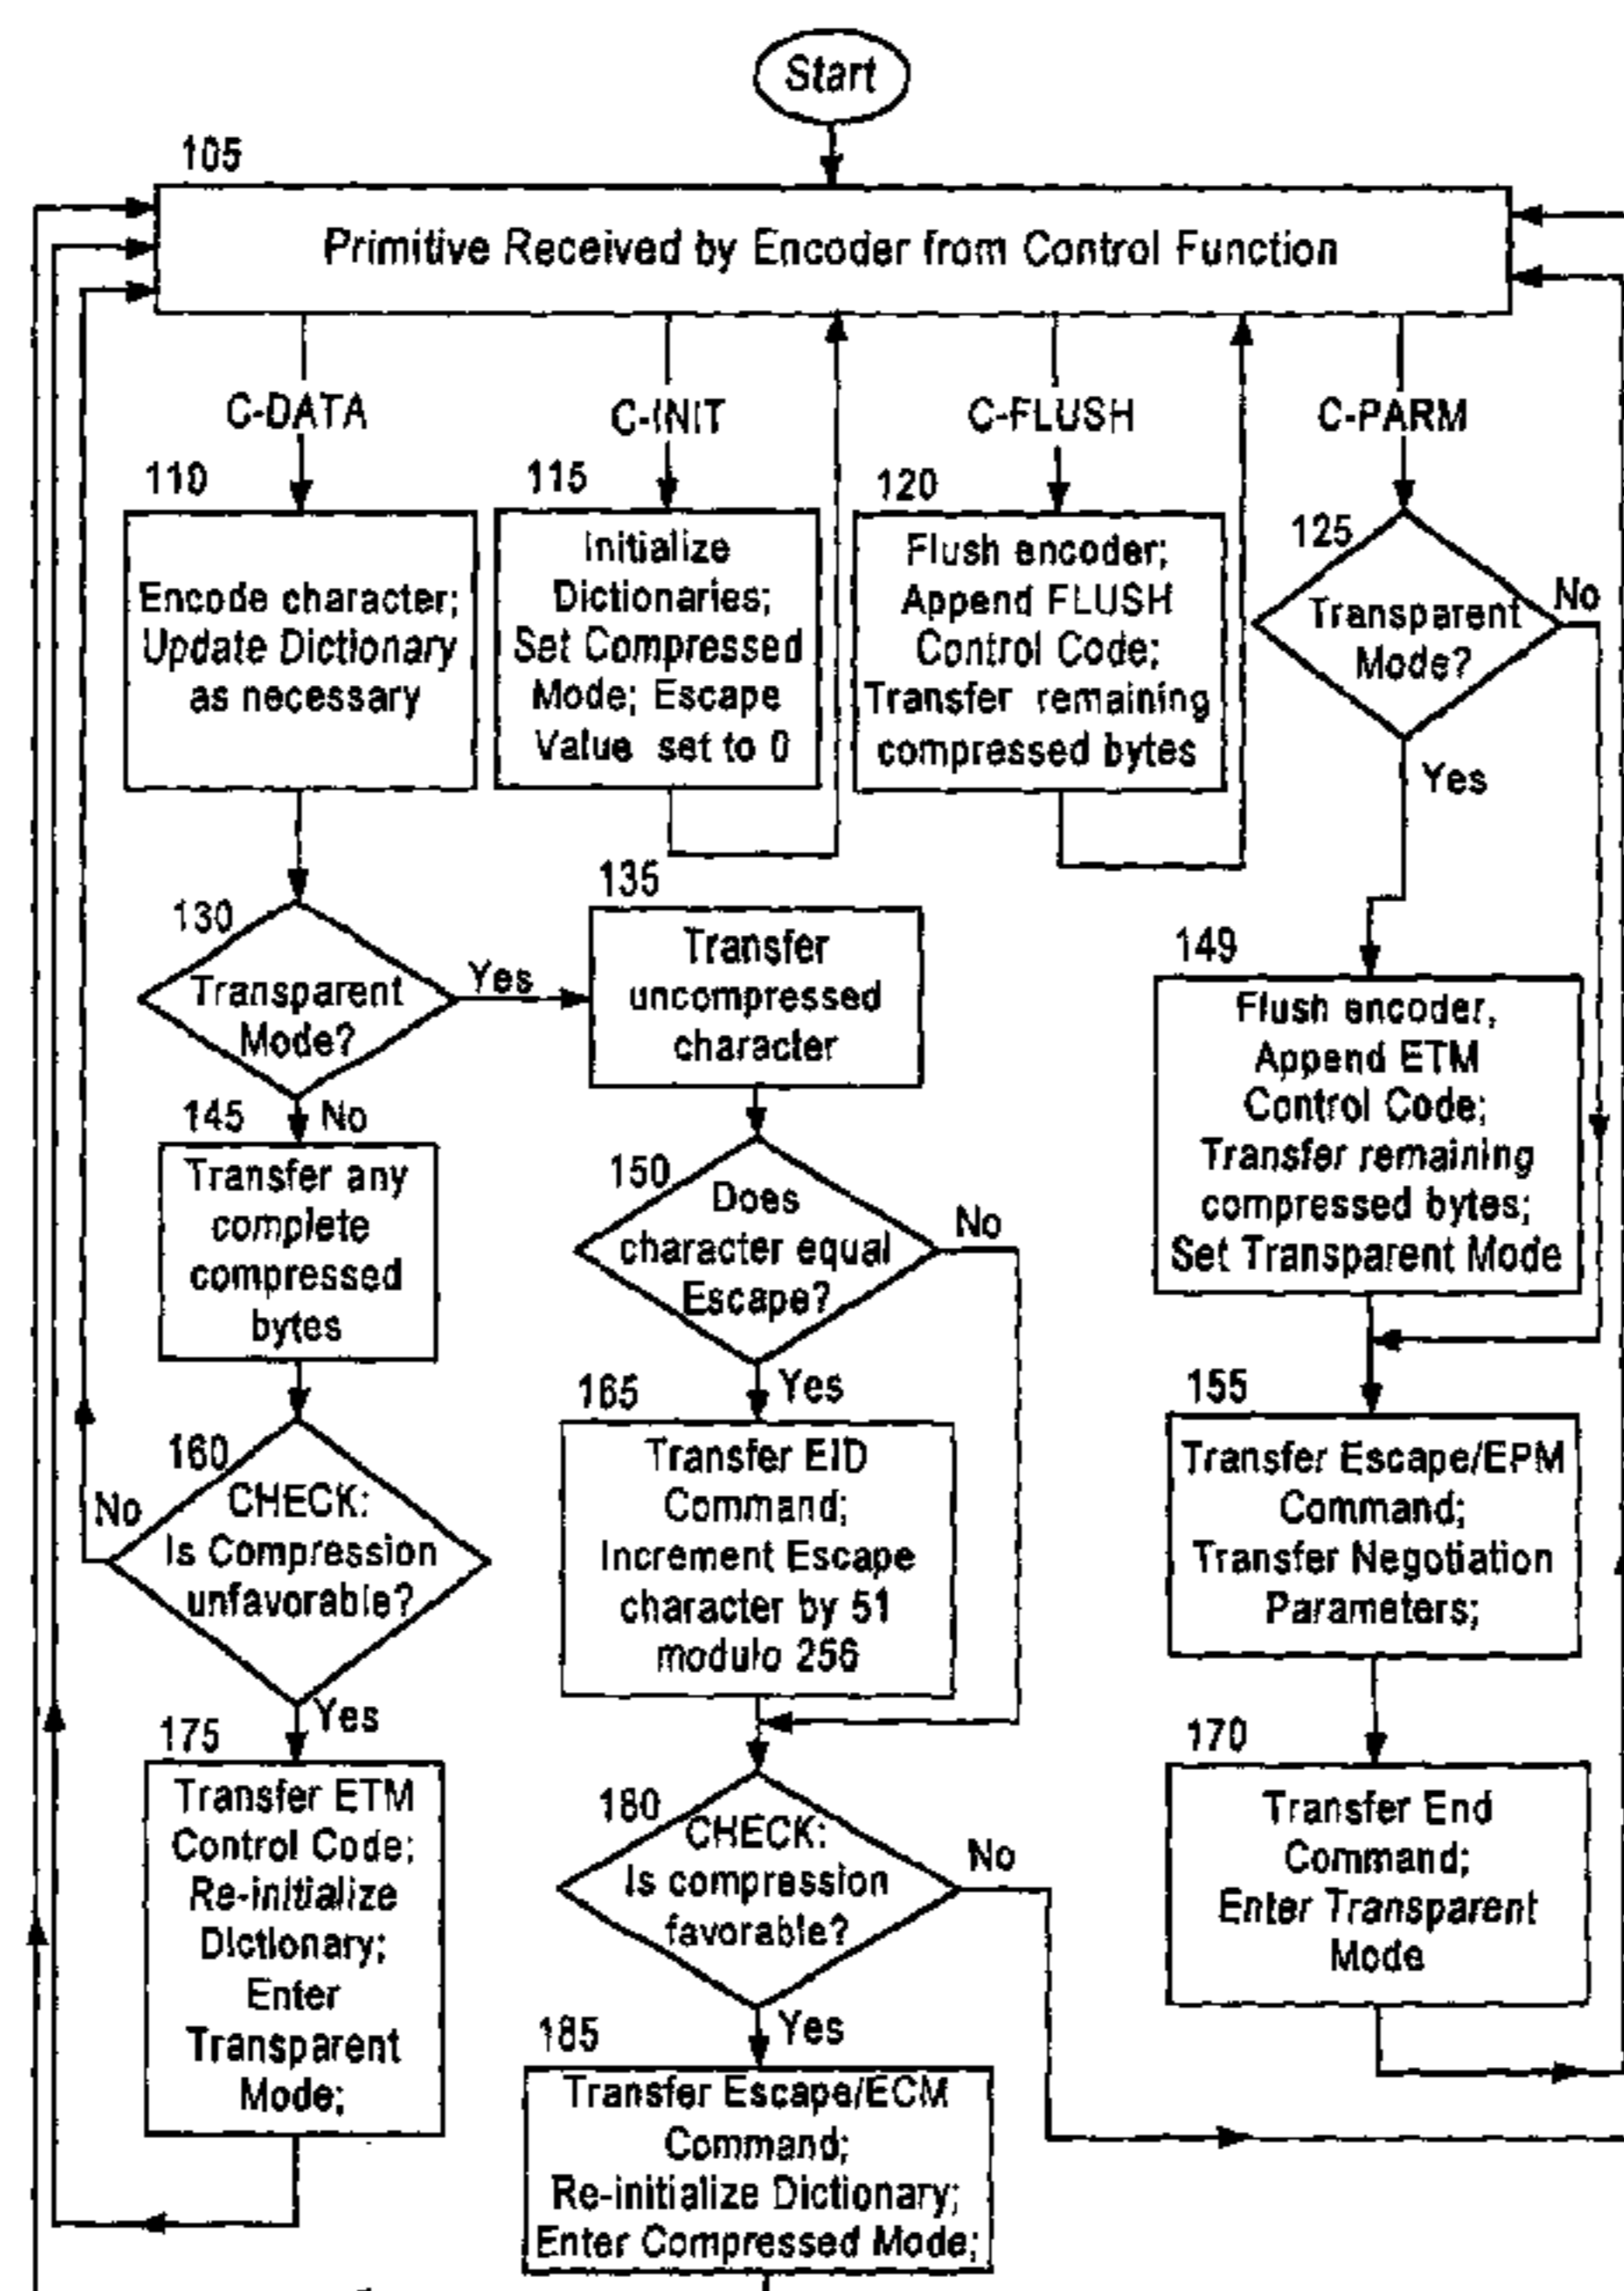 Start
105
Primitive Received by Encoder from Control Function
C-DATA
C-INIT
C-FLUSH
C-PARM
110
Encode character;
Update Dictionary
as necessary
115
Initialize
Dictionaries;
Set Compressed
Mode; Escape
Value set to 0
120
Flush encoder;
Append FLUSH
Control Code;
Transfer remaining
compressed bytes
125
Transparent
Mode?
No
Yes
130
Transparent
Mode?
Yes
No
135
Transfer
uncompressed
character
149
Flush encoder,
Append ETM
Control Code;
Transfer remaining
compressed bytes;
Set Transparent Mode
145
Transfer any
complete
compressed
bytes
150
Does
character equal
Escape?
No
Yes
155
Transfer Escape/EPM
Command;
Transfer Negotiation
Parameters;
160
CHECK:
Is Compression
unfavorable?
No
Yes
165
Transfer EID
Command;
Increment Escape
character by 51
modulo 256
170
Transfer End
Command;
Enter Transparent
Mode
175
Transfer ETM
Control Code;
Re-initialize
Dictionary;
Enter
Transparent
Mode;
180
CHECK:
Is compression
favorable?
No
Yes
185
Transfer Escape/ECM
Command;
Re-initialize Dictionary;
Enter Compressed Mode;